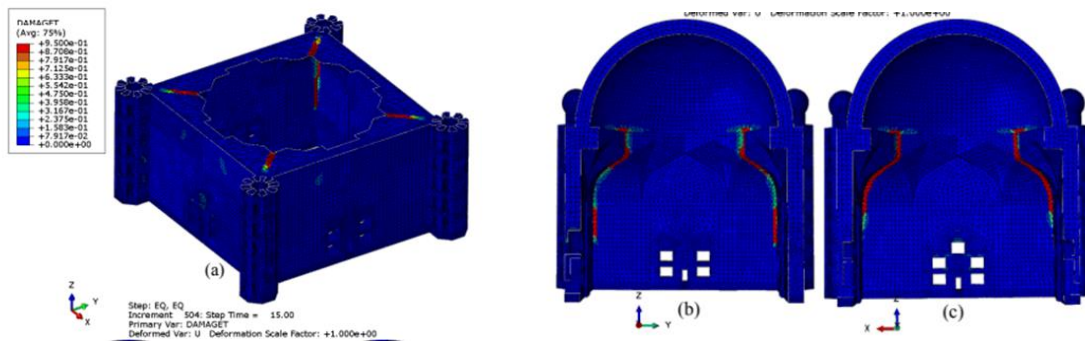 DAMAGET
(Avg: 75%)
+9.500e-01
+8.708e-01
+7.917e-01
+7.125e-01
+6.333e-01
+5.542e-01
+4.750e-01
+3.958e-01
+3.167e-01
+2.375e-01
+1.583e-01
+7.917e-02
+0.000e+00
(a)
Z
Y
X
Step: EQ, EQ
Increment 504: Step Time = 15.00
Primary Var: DAMAGET
Deformed Var: U Deformation Scale Factor: +1.000e+00
Deformed Var: U Deformation Scale Factor: +1.000e+00
Z
Y
(b)
Z
X
(c)